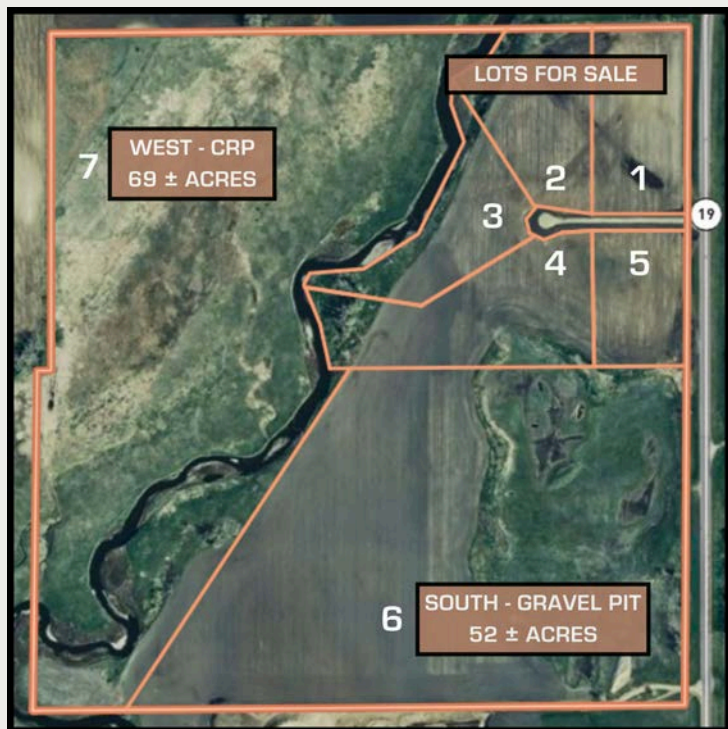 LOTS FOR SALE
7
WEST - CRP
69 ± ACRES
2
1
3
19
4
5
6
SOUTH - GRAVEL PIT
52 ± ACRES